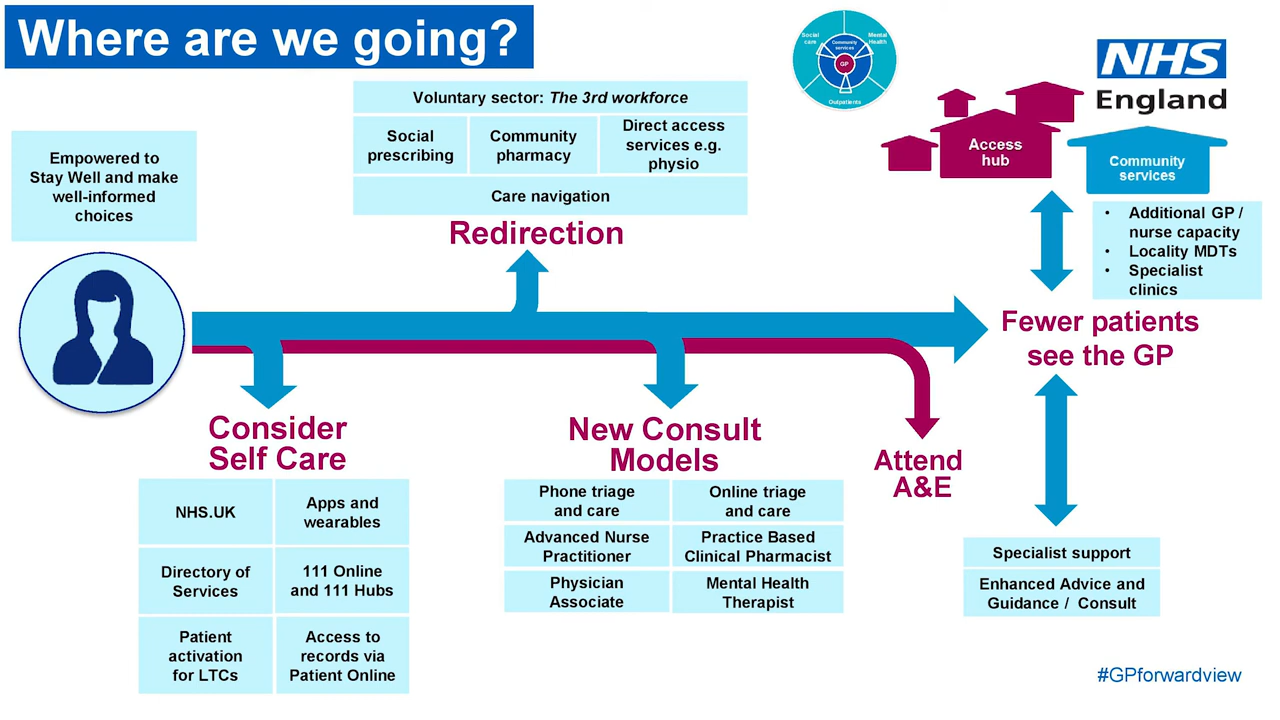 Where are we going?
Social
care
Mental
Health
Community
services
GP
Outpatients
NHS
England
Voluntary sector: The 3rd workforce
Social
prescribing
Community
pharmacy
Direct access
services e.g.
physio
Care navigation
Redirection
Empowered to
Stay Well and make
well-informed
choices
Access
hub
Community
services
• Additional GP /
nurse capacity
• Locality MDTs
• Specialist
clinics
Fewer patients
see the GP
Consider
Self Care
NHS.UK
Apps and
wearables
Directory of
Services
111 Online
and 111 Hubs
Patient
activation
for LTCs
Access to
records via
Patient Online
New Consult
Models
Phone triage
and care
Online triage
and care
Advanced Nurse
Practitioner
Practice Based
Clinical Pharmacist
Physician
Associate
Mental Health
Therapist
Attend
A&E
Specialist support
Enhanced Advice and
Guidance / Consult
#GPforwardview